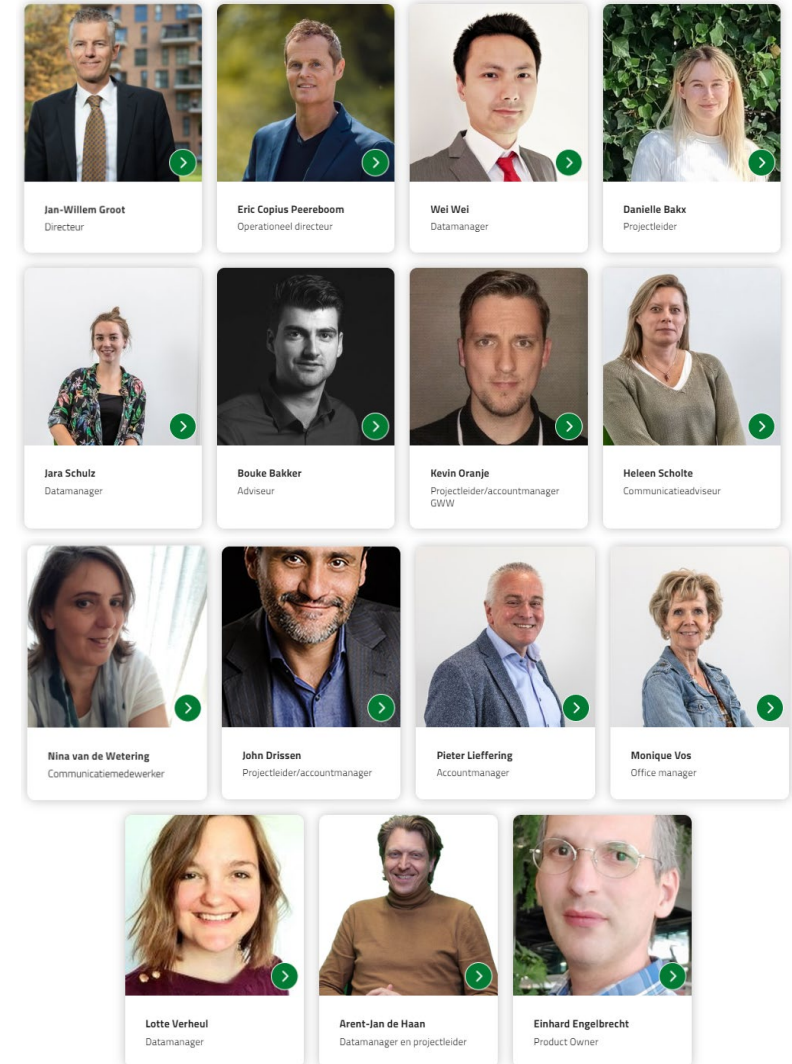 Jan-Willem Groot
Directeur
Eric Copius Peereboom
Operationeel directeur
Wei Wei
Datamanager
Danielle Bakx
Projectleider
Jara Schulz
Datamanager
Bouke Bakker
Adviseur
Kevin Oranje
Projectleider/accountmanager
GWW
Heleen Scholte
Communicatieadviseur
Nina van de Wetering
Communicatiemedewerker
John Drissen
Projectleider/accountmanager
Pieter Lieffering
Accountmanager
Monique Vos
Office manager
Lotte Verheul
Datamanager
Arent-Jan de Haan
Datamanager en projectleider
Einhard Engelbrecht
Product Owner